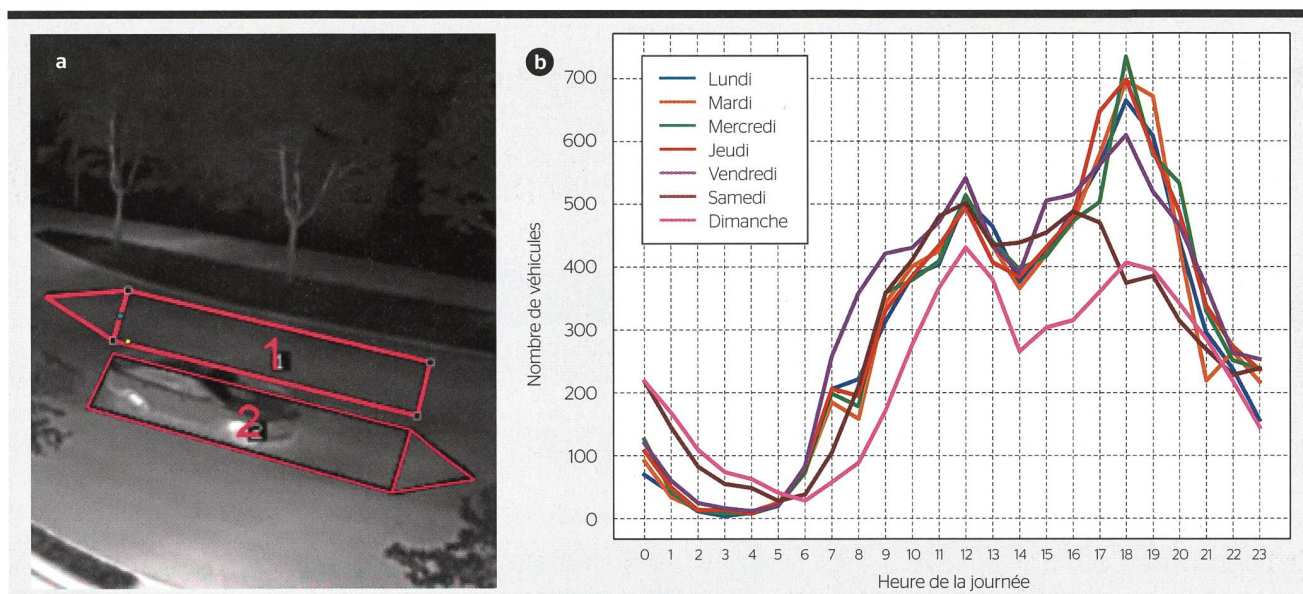 a
1
1
2
2
b
Nombre de véhicules
700
600
500
400
300
200
100
0
Lundi
Mardi
Mercredi
Jeudi
Vendredi
Samedi
Dimanche
0 1 2 3 4 5 6 7 8 9 10 11 12 13 14 15 16 17 18 19 20 21 22 23
Heure de la journée